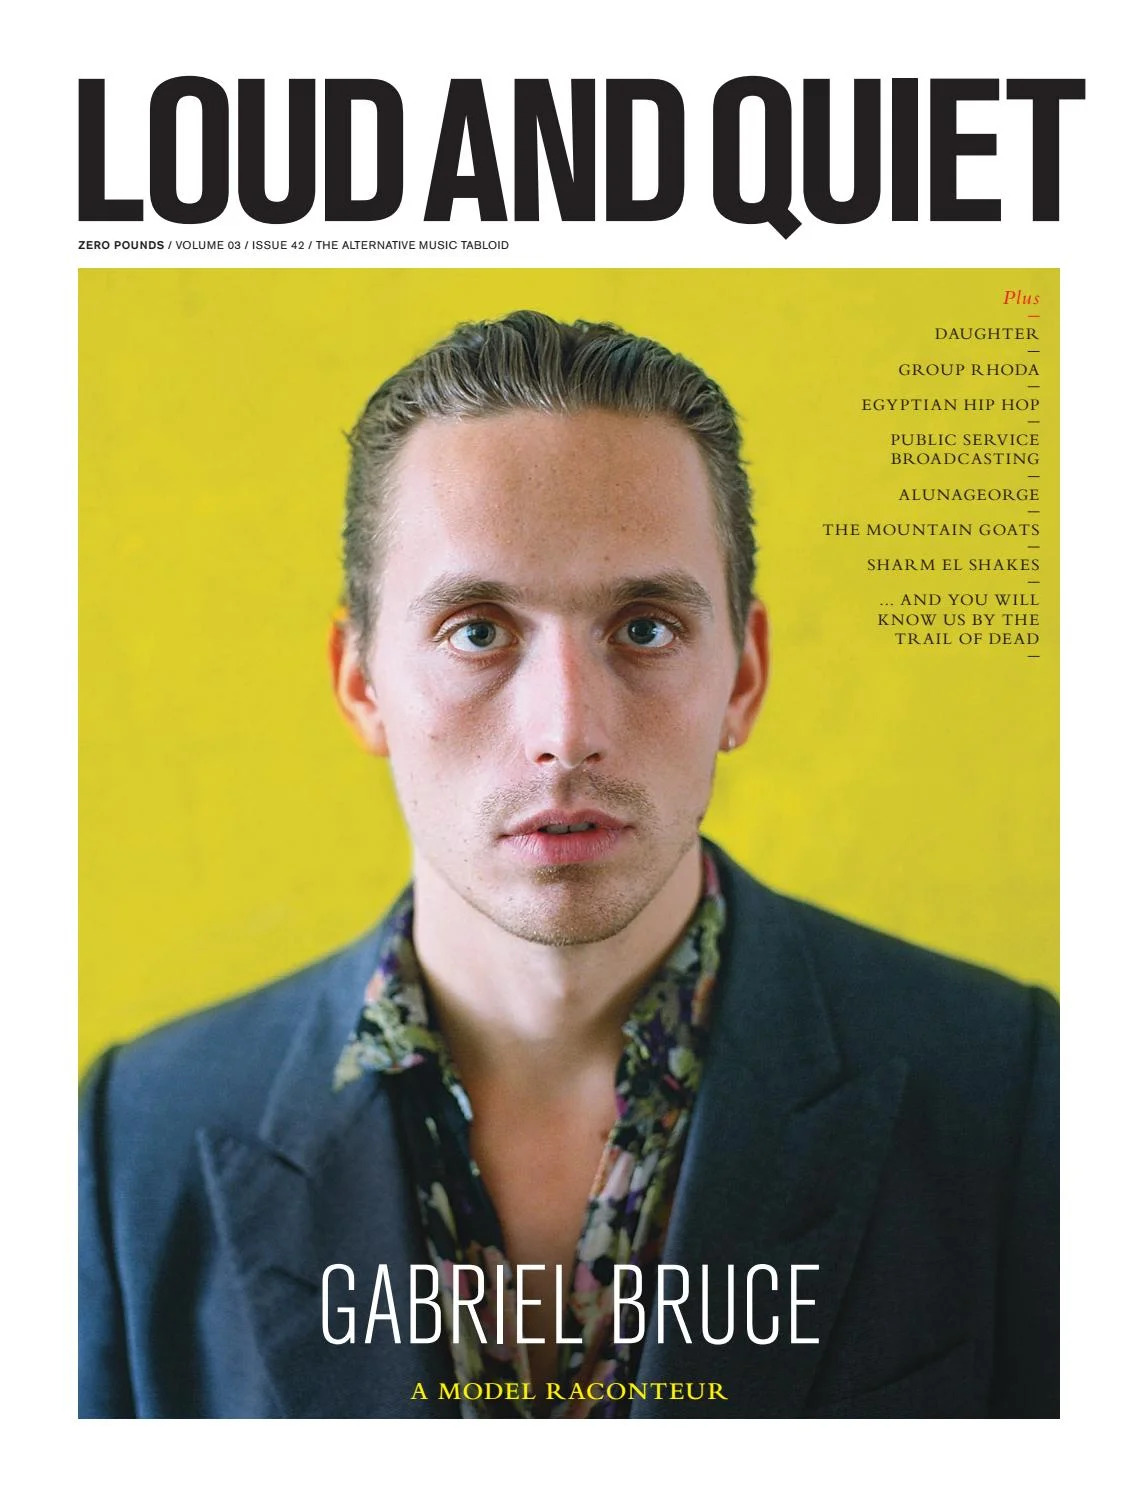 LOUD AND QUIET
ZERO POUNDS / VOLUME 03 / ISSUE 42 / THE ALTERNATIVE MUSIC TABLOID
Plus
—
DAUGHTER
—
GROUP RHODA
—
EGYPTIAN HIP HOP
—
PUBLIC SERVICE
BROADCASTING
—
ALUNAGEORGE
—
THE MOUNTAIN GOATS
—
SHARM EL SHAKES
—
... AND YOU WILL
KNOW US BY THE
TRAIL OF DEAD
—
GABRIEL BRUCE
A MODEL RACONTEUR